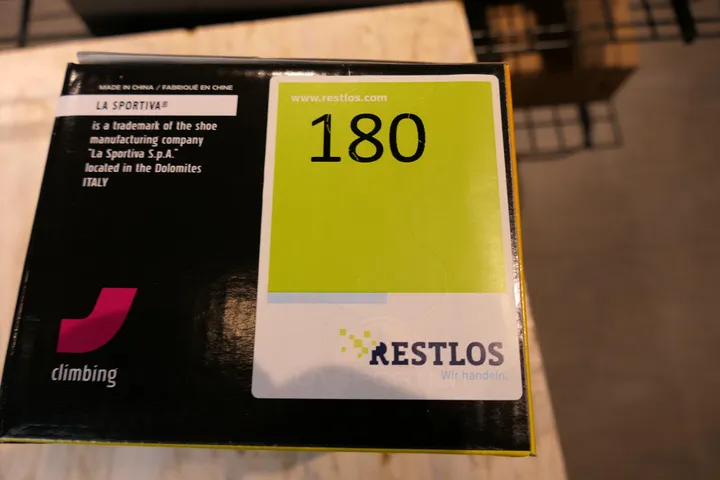 MADE IN CHINA / FABRIQUÉ EN CHINE
LA SPORTIVA®
is a trademark of the shoe
manufacturing company
"La Sportiva S.p.A."
located in the Dolomites
ITALY
climbing
www.restlos.com
180
RESTLOS
Wir handeln.